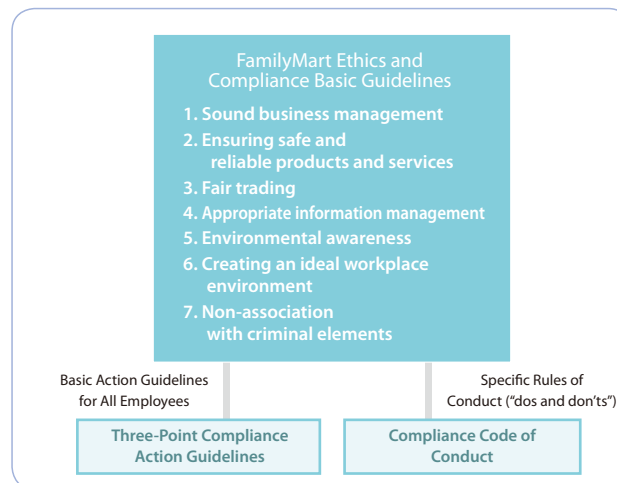 FamilyMart Ethics and
Compliance Basic Guidelines
1. Sound business management
2. Ensuring safe and
reliable products and services
3. Fair trading
4. Appropriate information management
5. Environmental awareness
6. Creating an ideal workplace
environment
7. Non-association
with criminal elements
Basic Action Guidelines
for All Employees
Specific Rules of
Conduct (“dos and don’ts”)
Three-Point Compliance
Action Guidelines
Compliance Code of
Conduct